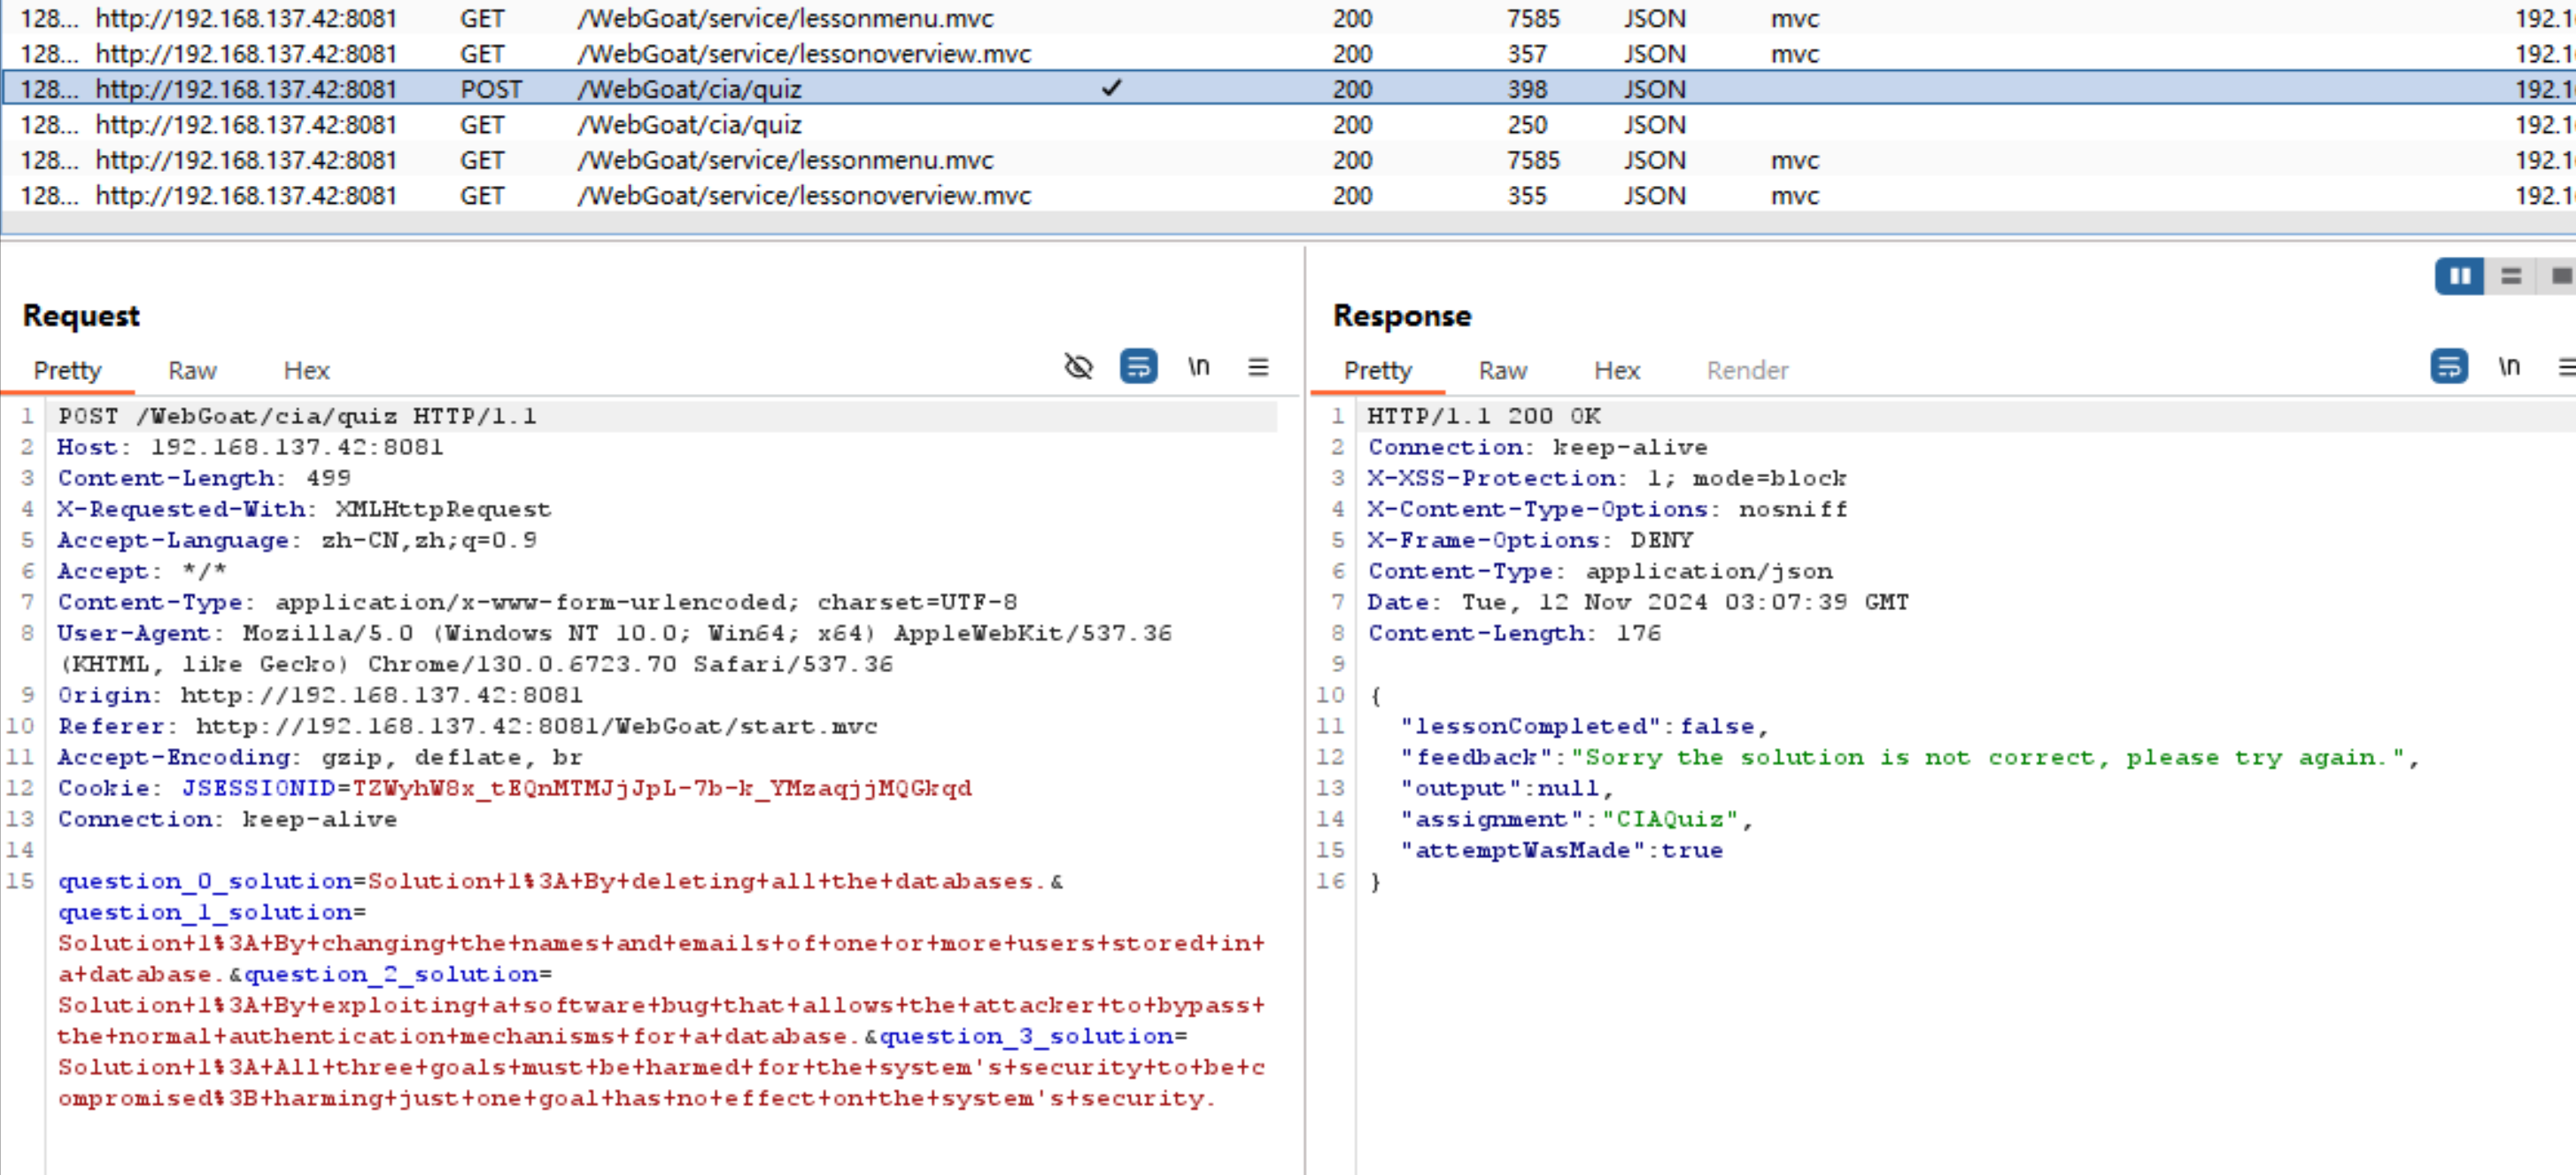 128... http://192.168.137.42:8081 GET /WebGoat/service/lessonmenu.mvc 200 7585 JSON mvc 192.1
128... http://192.168.137.42:8081 GET /WebGoat/service/lessonoverview.mvc 200 357 JSON mvc 192.1
128... http://192.168.137.42:8081 POST /WebGoat/cia/quiz ✓ 200 398 JSON 192.1
128... http://192.168.137.42:8081 GET /WebGoat/cia/quiz 200 250 JSON 192.1
128... http://192.168.137.42:8081 GET /WebGoat/service/lessonmenu.mvc 200 7585 JSON mvc 192.1
128... http://192.168.137.42:8081 GET /WebGoat/service/lessonoverview.mvc 200 355 JSON mvc 192.1
Request
Pretty Raw Hex \n
1 POST /WebGoat/cia/quiz HTTP/1.1
2 Host: 192.168.137.42:8081
3 Content-Length: 499
4 X-Requested-With: XMLHttpRequest
5 Accept-Language: zh-CN,zh;q=0.9
6 Accept: */*
7 Content-Type: application/x-www-form-urlencoded; charset=UTF-8
8 User-Agent: Mozilla/5.0 (Windows NT 10.0; Win64; x64) AppleWebKit/537.36
(KHTML, like Gecko) Chrome/130.0.6723.70 Safari/537.36
9 Origin: http://192.168.137.42:8081
10 Referer: http://192.168.137.42:8081/WebGoat/start.mvc
11 Accept-Encoding: gzip, deflate, br
12 Cookie: JSESSIONID=TZWyhW8x_tEQnMTMJjJpL-7b-k_YMzaqjjMQGkqd
13 Connection: keep-alive
14
15 question_0_solution=Solution+1%3A+By+deleting+all+the+databases.&
question_1_solution=
Solution+1%3A+By+changing+the+names+and+emails+of+one+or+more+users+stored+in+
a+database.&question_2_solution=
Solution+1%3A+By+exploiting+a+software+bug+that+allows+the+attacker+to+bypass+
the+normal+authentication+mechanisms+for+a+database.&question_3_solution=
Solution+1%3A+All+three+goals+must+be+harmed+for+the+system's+security+to+be+c
ompromised%3B+harming+just+one+goal+has+no+effect+on+the+system's+security.
Response
Pretty Raw Hex Render \n
1 HTTP/1.1 200 OK
2 Connection: keep-alive
3 X-XSS-Protection: 1; mode=block
4 X-Content-Type-Options: nosniff
5 X-Frame-Options: DENY
6 Content-Type: application/json
7 Date: Tue, 12 Nov 2024 03:07:39 GMT
8 Content-Length: 176
9
10 {
11 "lessonCompleted":false,
12 "feedback":"Sorry the solution is not correct, please try again.",
13 "output":null,
14 "assignment":"CIAQuiz",
15 "attemptWasMade":true
16 }